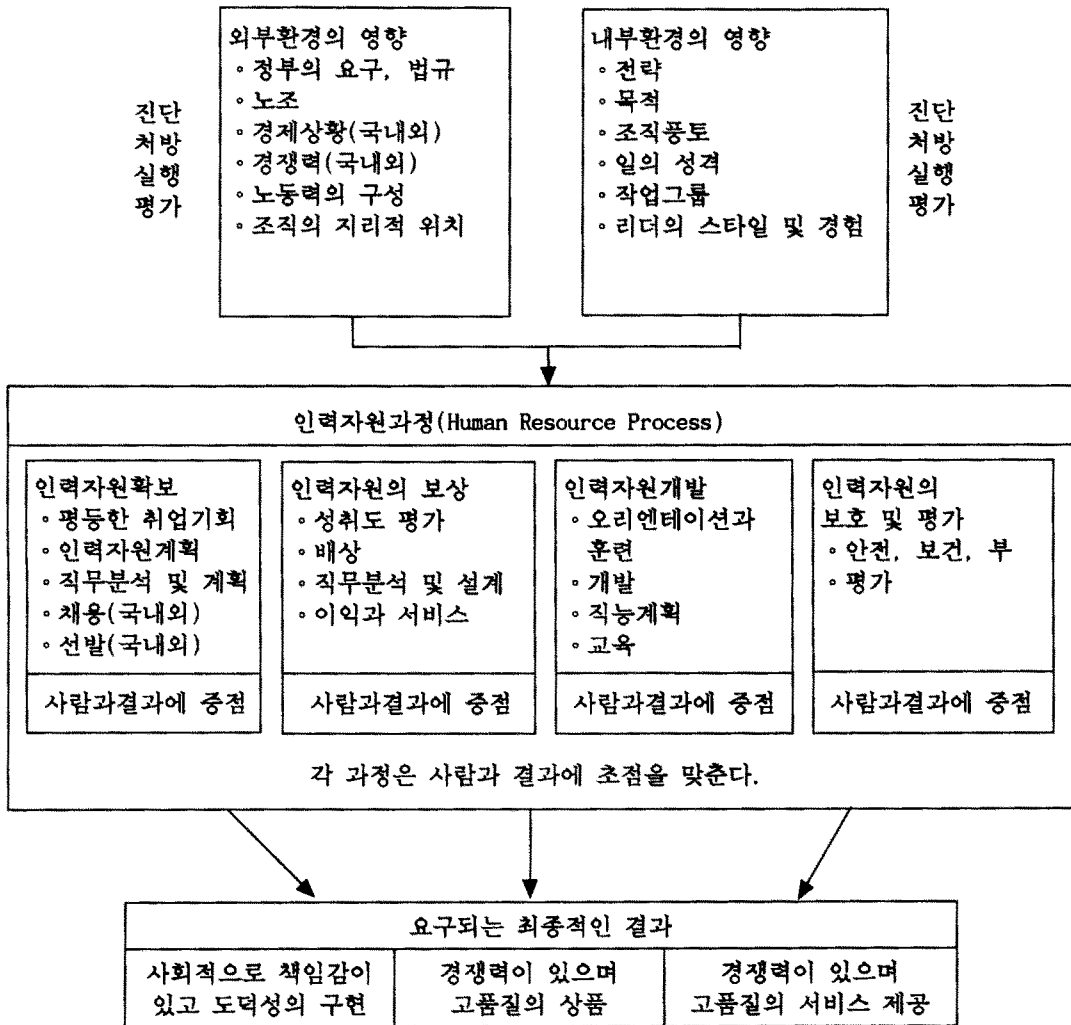 진단
처방
실행
평가
외부환경의 영향
◦정부의 요구, 법규
◦노조
◦경제상황(국내외)
◦경쟁력(국내외)
◦노동력의 구성
◦조직의 지리적 위치
내부환경의 영향
◦전략
◦목적
◦조직풍토
◦일의 성격
◦작업그룹
◦리더의 스타일 및 경험
진단
처방
실행
평가
인력자원과정(Human Resource Process)
인력자원확보
◦평등한 취업기회
◦인력자원계획
◦직무분석 및 계획
◦채용(국내외)
◦선발(국내외)
사람과결과에 중점
인력자원의 보상
◦성취도 평가
◦배상
◦직무분석 및 설계
◦이익과 서비스
사람과결과에 중점
인력자원개발
◦오리엔테이션과
훈련
◦개발
◦직능계획
◦교육
사람과결과에 중점
인력자원의
보호 및 평가
◦안전, 보건, 부
◦평가
사람과결과에 중점
각 과정은 사람과 결과에 초점을 맞춘다.
요구되는 최종적인 결과
사회적으로 책임감이
있고 도덕성의 구현
경쟁력이 있으며
고품질의 상품
경쟁력이 있으며
고품질의 서비스 제공